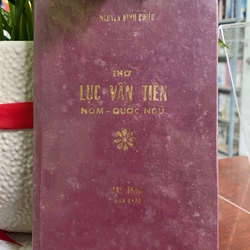 NGUYỄN ĐÌNH CHIỂU
THƠ
LỤC VÂN TIÊN
NÔM - QUỐC NGỮ